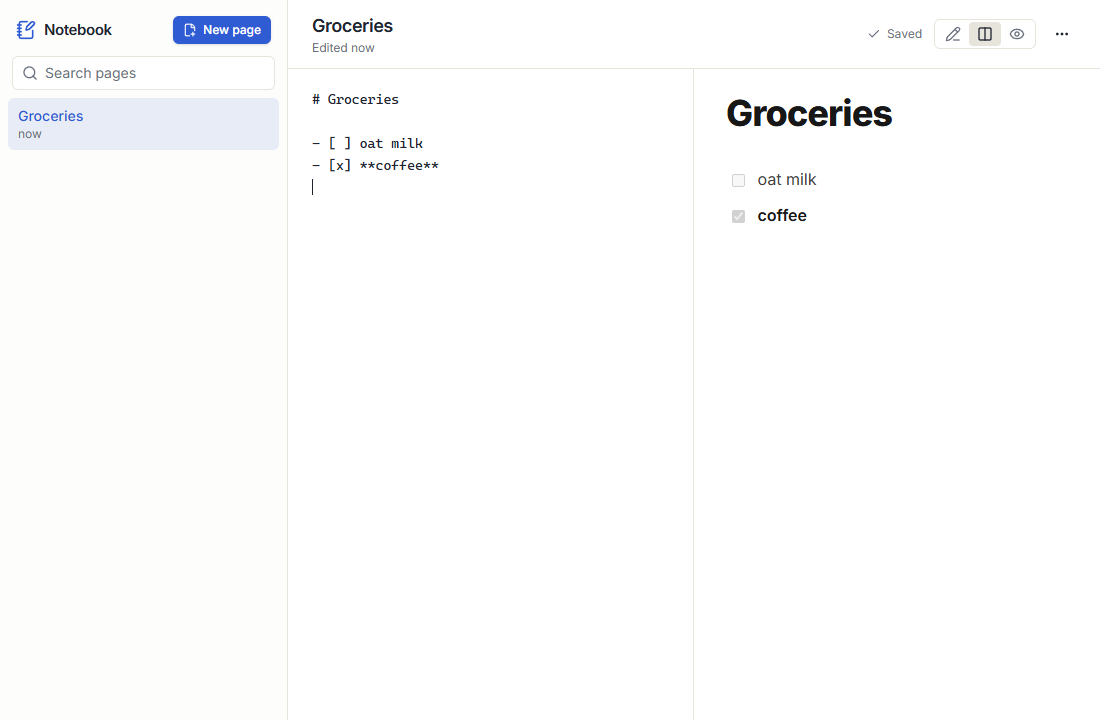 Notebook
New page
Search pages
Groceries
now
Groceries
Edited now
Saved
# Groceries
- [ ] oat milk
- [x] **coffee**
Groceries
oat milk
coffee